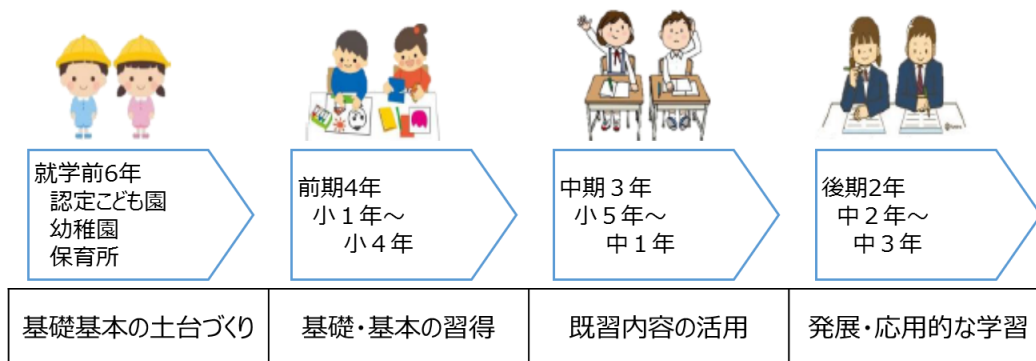 就学前6年
認定こども園
幼稚園
保育所
前期4年
小１年～
小４年
中期３年
小５年～
中１年
後期2年
中２年～
中３年
基礎基本の土台づくり
基礎・基本の習得
既習内容の活用
発展・応用的な学習